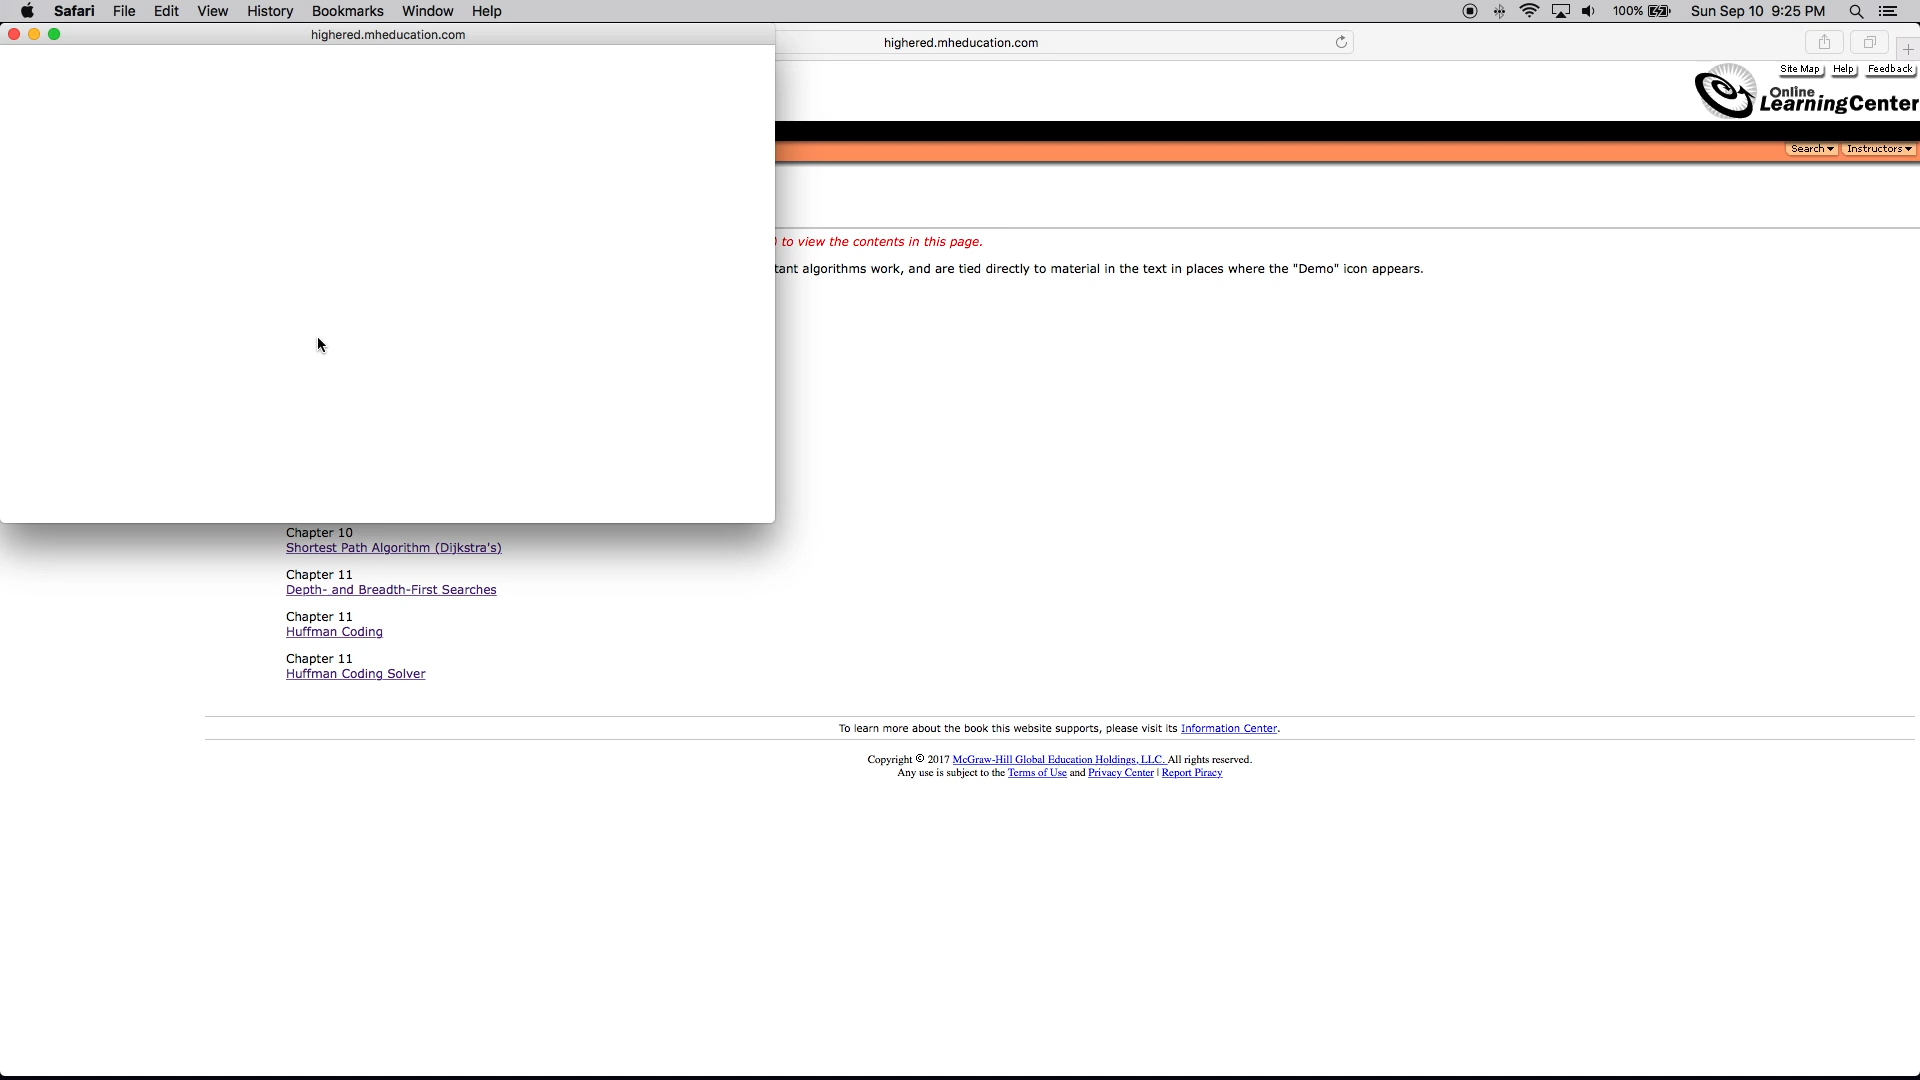 Safari File Edit View History Bookmarks Window Help 100% Sun Sep 10 9:25 PM
highered.mheducation.com
highered.mheducation.com
Site Map Help Feedback
Online
LearningCenter
Search Instructors
) to view the contents in this page.
tant algorithms work, and are tied directly to material in the text in places where the "Demo" icon appears.
Chapter 10
Shortest Path Algorithm (Dijkstra's)
Chapter 11
Depth- and Breadth-First Searches
Chapter 11
Huffman Coding
Chapter 11
Huffman Coding Solver
To learn more about the book this website supports, please visit its Information Center.
Copyright © 2017 McGraw-Hill Global Education Holdings, LLC. All rights reserved.
Any use is subject to the Terms of Use and Privacy Center | Report Piracy